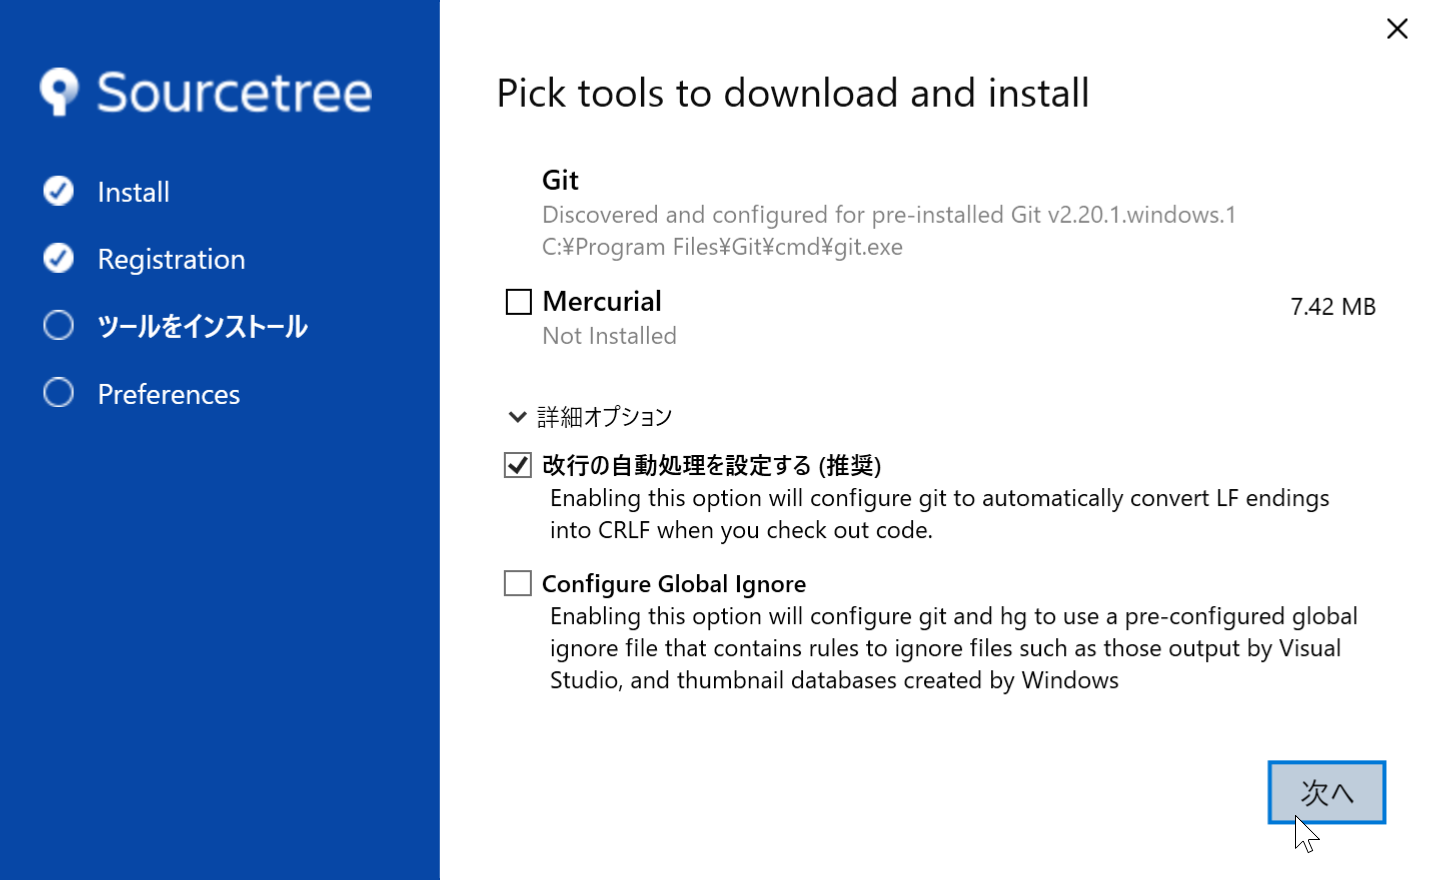 Sourcetree
Install
Registration
ツールをインストール
Preferences
Pick tools to download and install
Git
Discovered and configured for pre-installed Git v2.20.1.windows.1
C:¥Program Files¥Git¥cmd¥git.exe
Mercurial
7.42 MB
Not Installed
詳細オプション
改行の自動処理を設定する (推奨)
Enabling this option will configure git to automatically convert LF endings
into CRLF when you check out code.
Configure Global Ignore
Enabling this option will configure git and hg to use a pre-configured global
ignore file that contains rules to ignore files such as those output by Visual
Studio, and thumbnail databases created by Windows
次へ